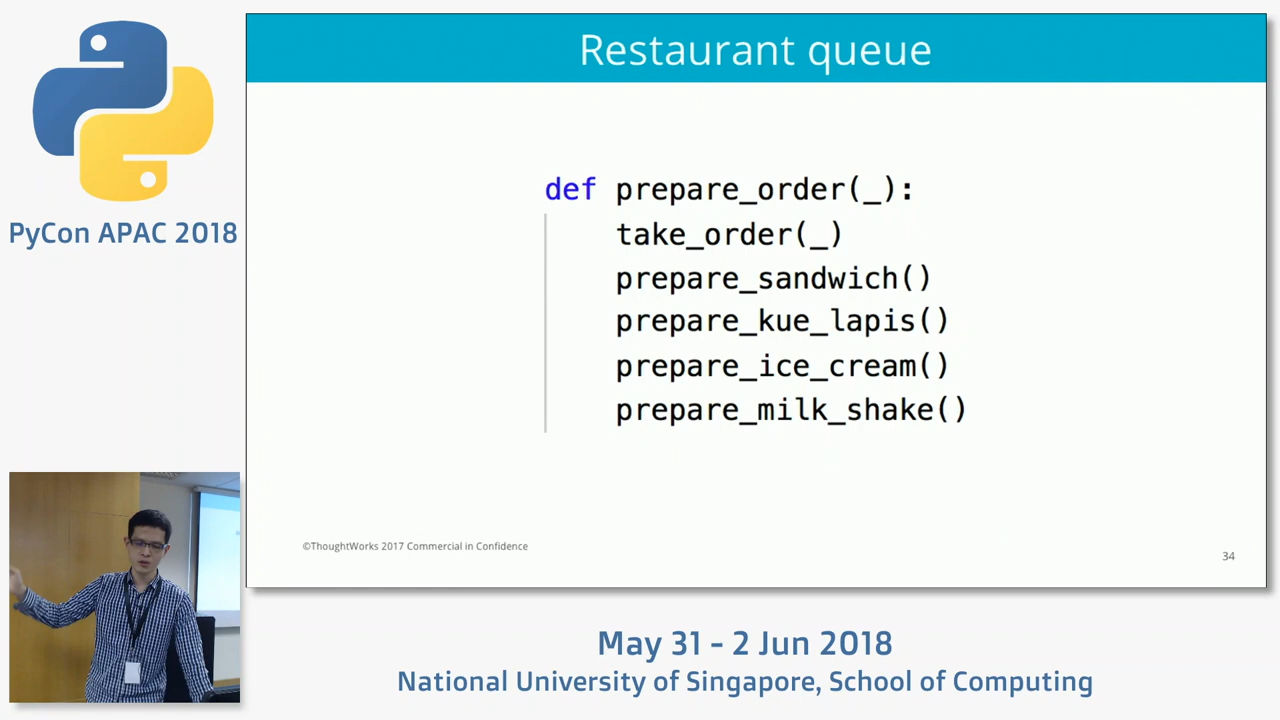 PyCon APAC 2018
Restaurant queue
def prepare_order(_):
take_order(_)
prepare_sandwich()
prepare_kue_lapis()
prepare_ice_cream()
prepare_milk_shake()
©ThoughtWorks 2017 Commercial in Confidence
34
May 31 - 2 Jun 2018
National University of Singapore, School of Computing